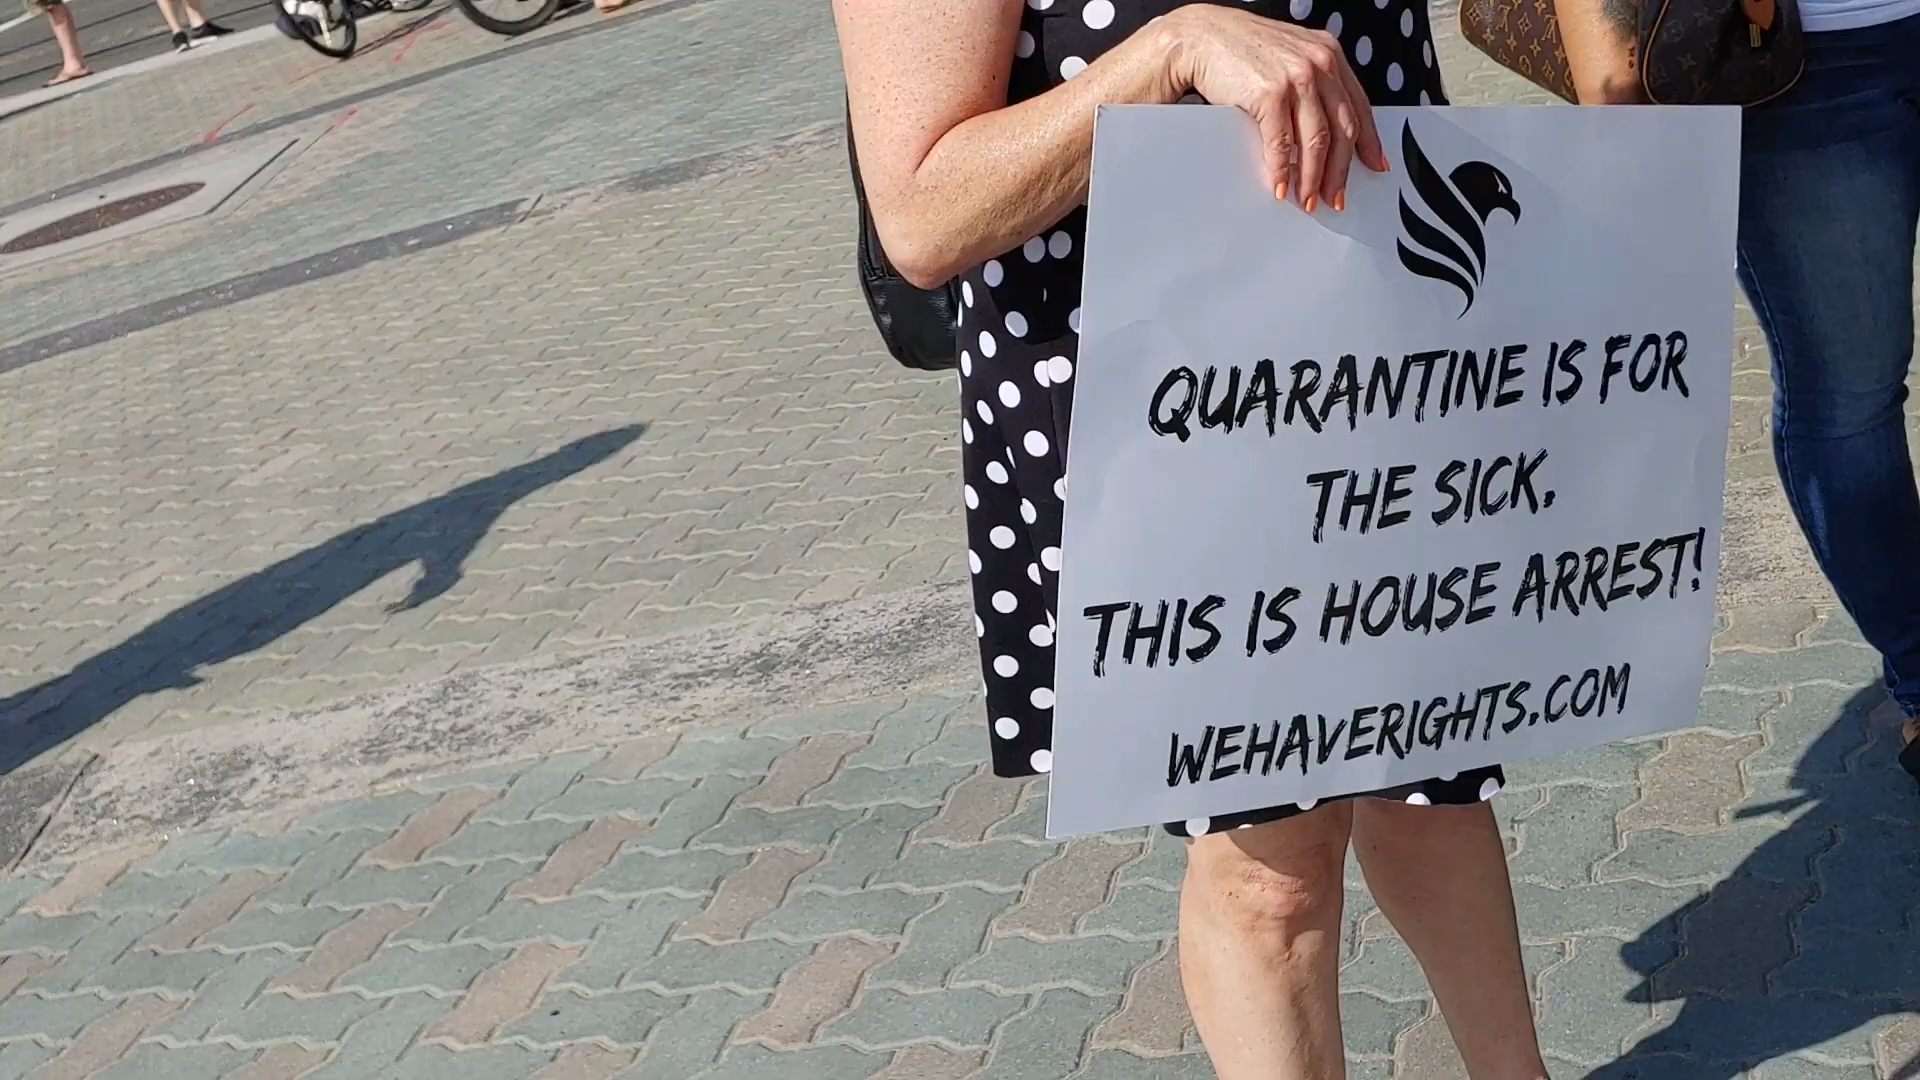 QUARANTINE IS FOR
THE SICK,
THIS IS HOUSE ARREST!
WEHAVERIGHTS.COM